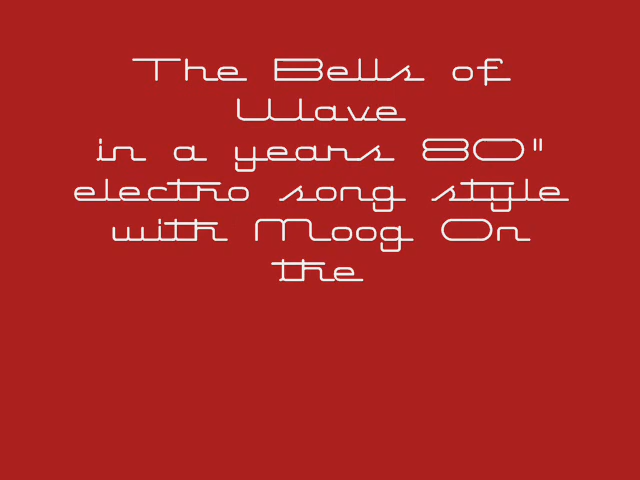 The Bells of
Wave
in a years 80"
electro song style
with Moog On
the